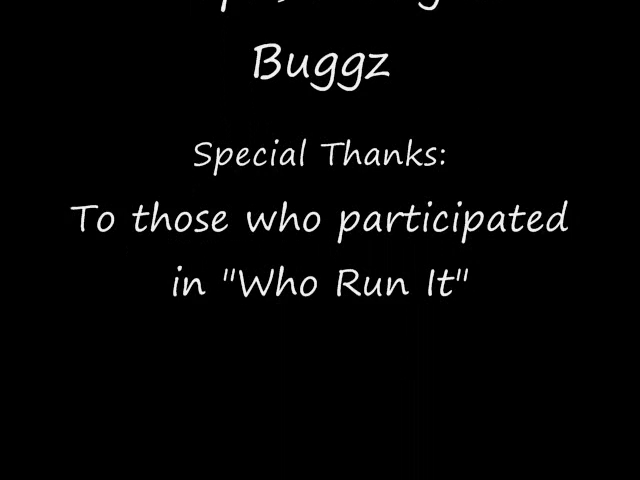 Buggz
Special Thanks:
To those who participated
in "Who Run It"